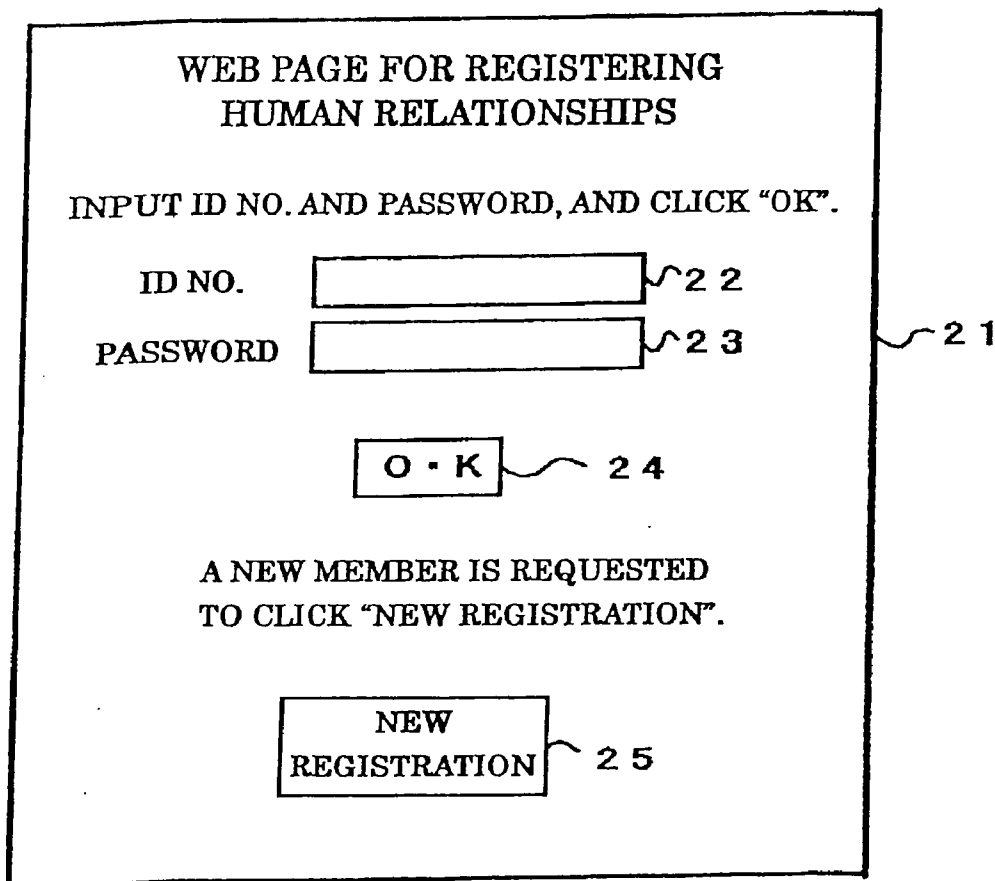 WEB PAGE FOR REGISTERING
HUMAN RELATIONSHIPS
INPUT ID NO. AND PASSWORD, AND CLICK “OK”.
ID NO. 22
PASSWORD 23
21
O・K 24
A NEW MEMBER IS REQUESTED
TO CLICK “NEW REGISTRATION”.
NEW
REGISTRATION 25